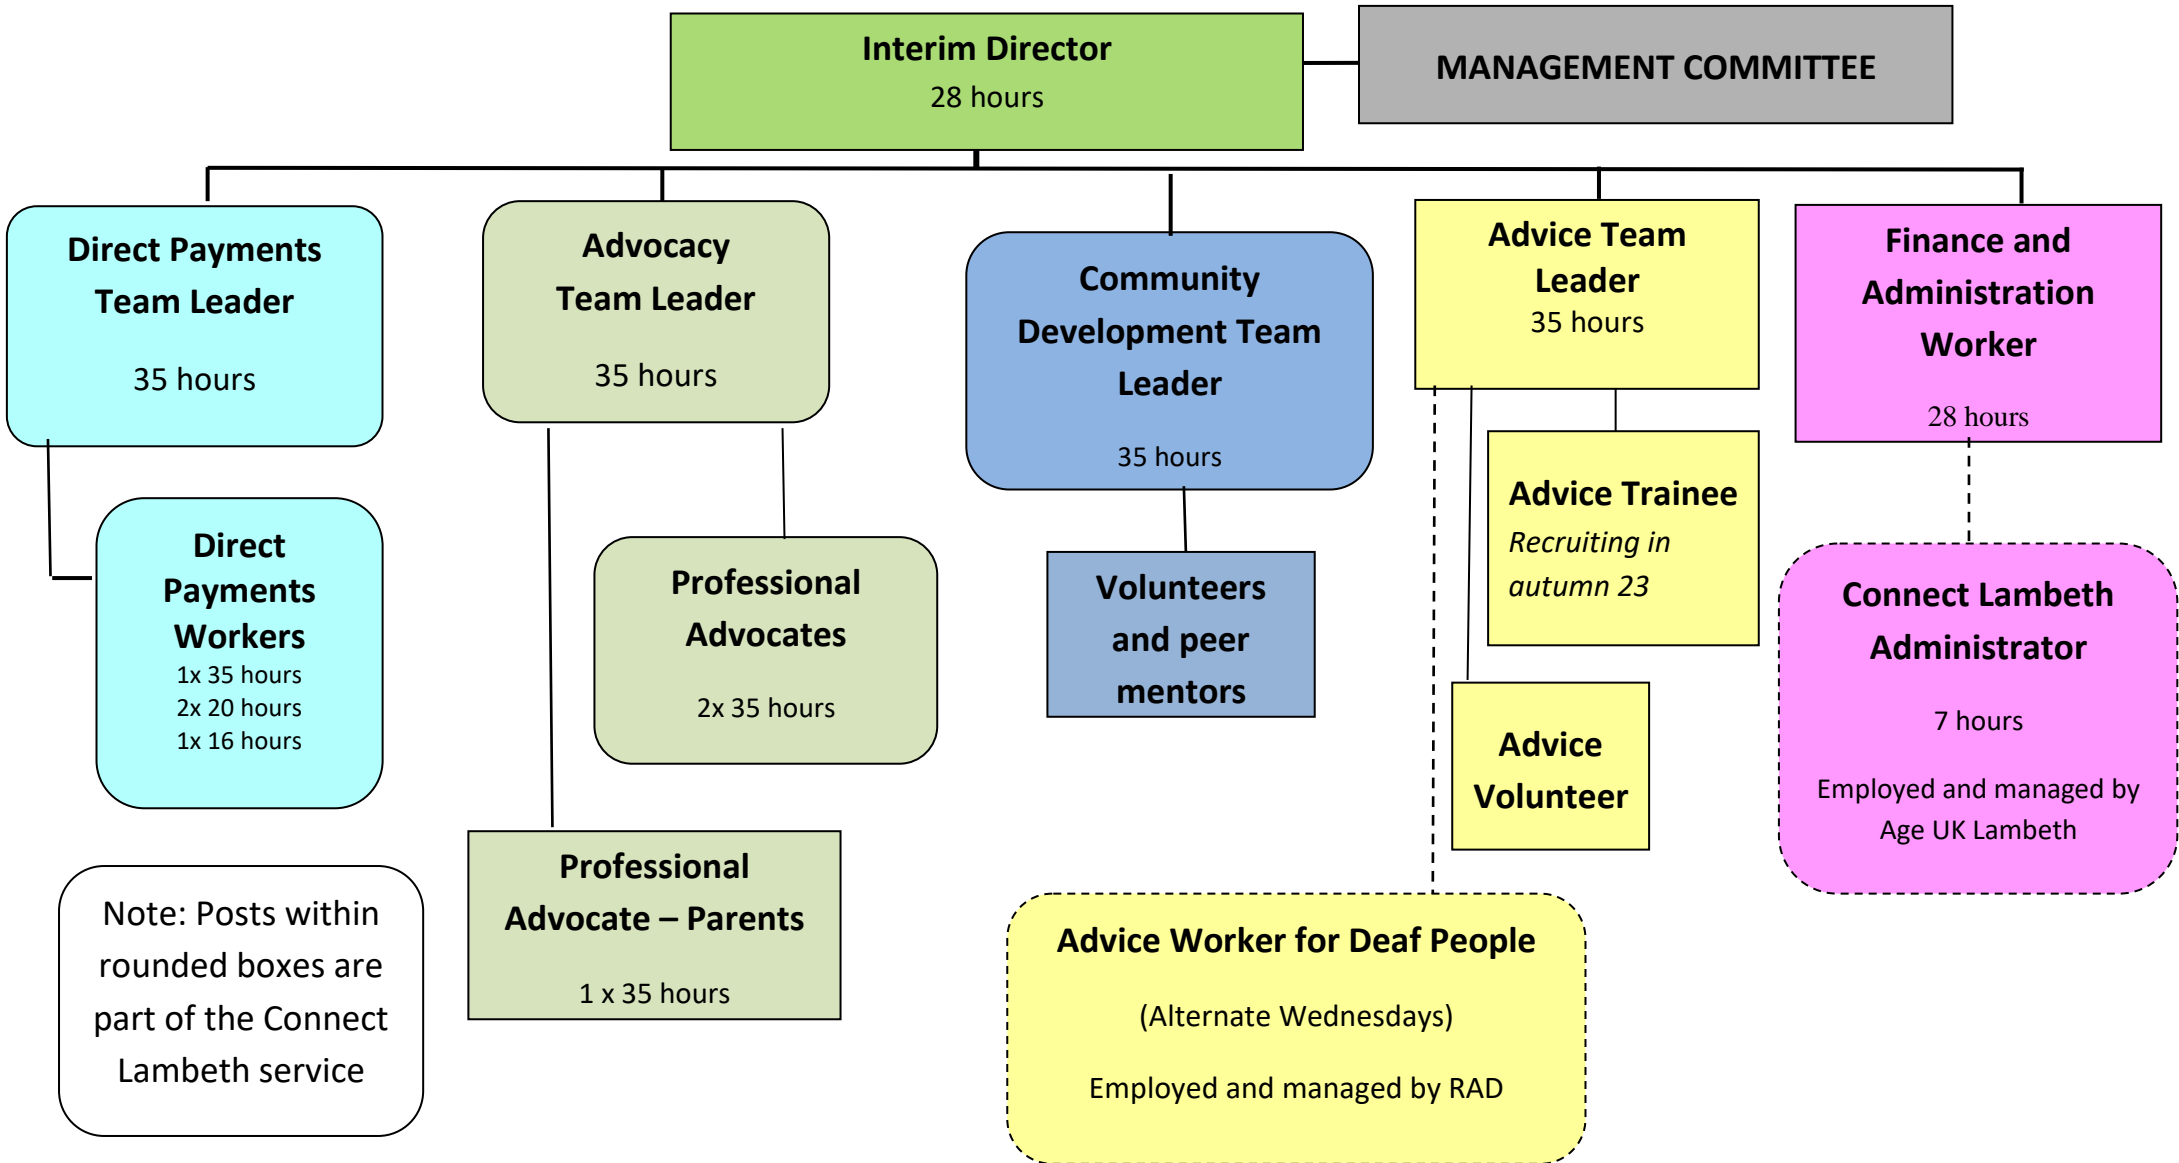 Interim Director
28 hours
MANAGEMENT COMMITTEE
Direct Payments
Team Leader
35 hours
Advocacy
Team Leader
35 hours
Community
Development Team
Leader
35 hours
Advice Team
Leader
35 hours
Finance and
Administration
Worker
28 hours
Direct
Payments
Workers
1x 35 hours
2x 20 hours
1x 16 hours
Professional
Advocates
2x 35 hours
Volunteers
and peer
mentors
Advice Trainee
Recruiting in
autumn 23
Connect Lambeth
Administrator
7 hours
Employed and managed by
Age UK Lambeth
Advice
Volunteer
Professional
Advocate – Parents
1 x 35 hours
Note: Posts within
rounded boxes are
part of the Connect
Lambeth service
Advice Worker for Deaf People
(Alternate Wednesdays)
Employed and managed by RAD